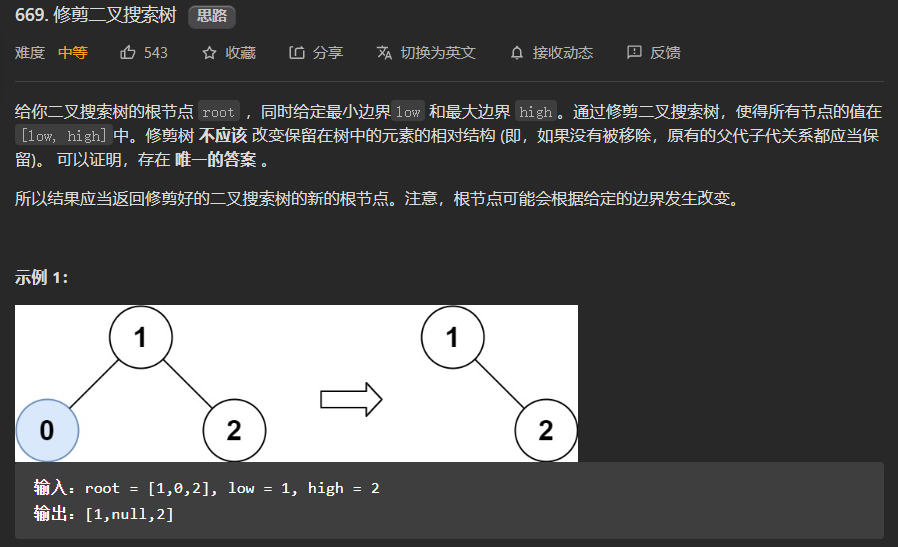 669. 修剪二叉搜索树 思路
难度 中等 543 收藏 分享 切换为英文 接收动态 反馈
给你二叉搜索树的根节点 root ，同时给定最小边界low 和最大边界 high。通过修剪二叉搜索树，使得所有节点的值在
[low, high]中。修剪树 不应该 改变保留在树中的元素的相对结构 (即，如果没有被移除，原有的父代子代关系都应当保
留)。 可以证明，存在 唯一的答案 。
所以结果应当返回修剪好的二叉搜索树的新的根节点。注意，根节点可能会根据给定的边界发生改变。
示例 1：
1 1
0 2 2
输入：root = [1,0,2], low = 1, high = 2
输出：[1,null,2]